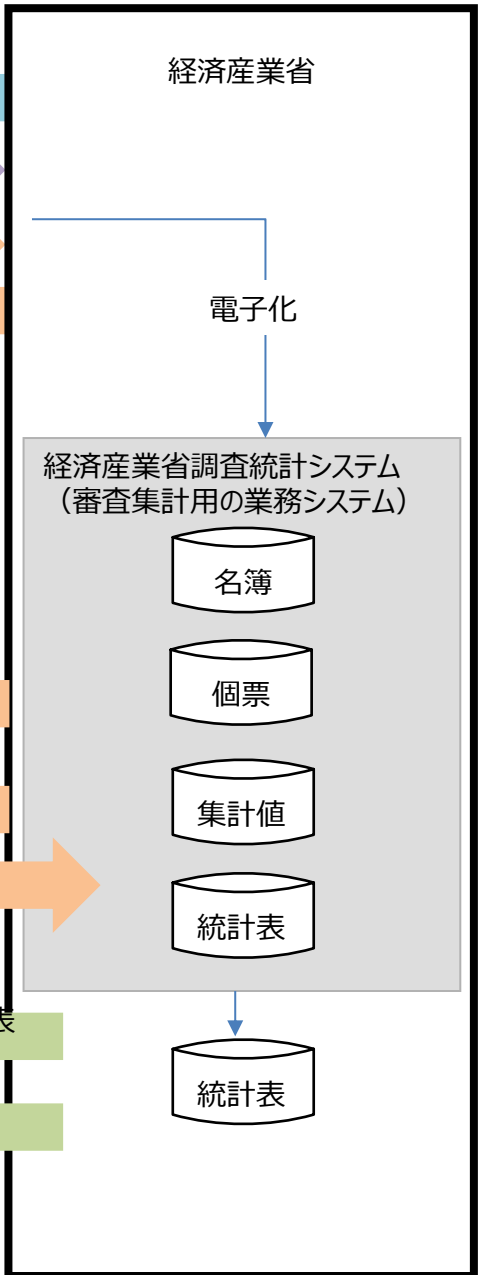 経済産業省
電子化
経済産業省調査統計システム
（審査集計用の業務システム）
名簿
個票
集計値
統計表
表
統計表